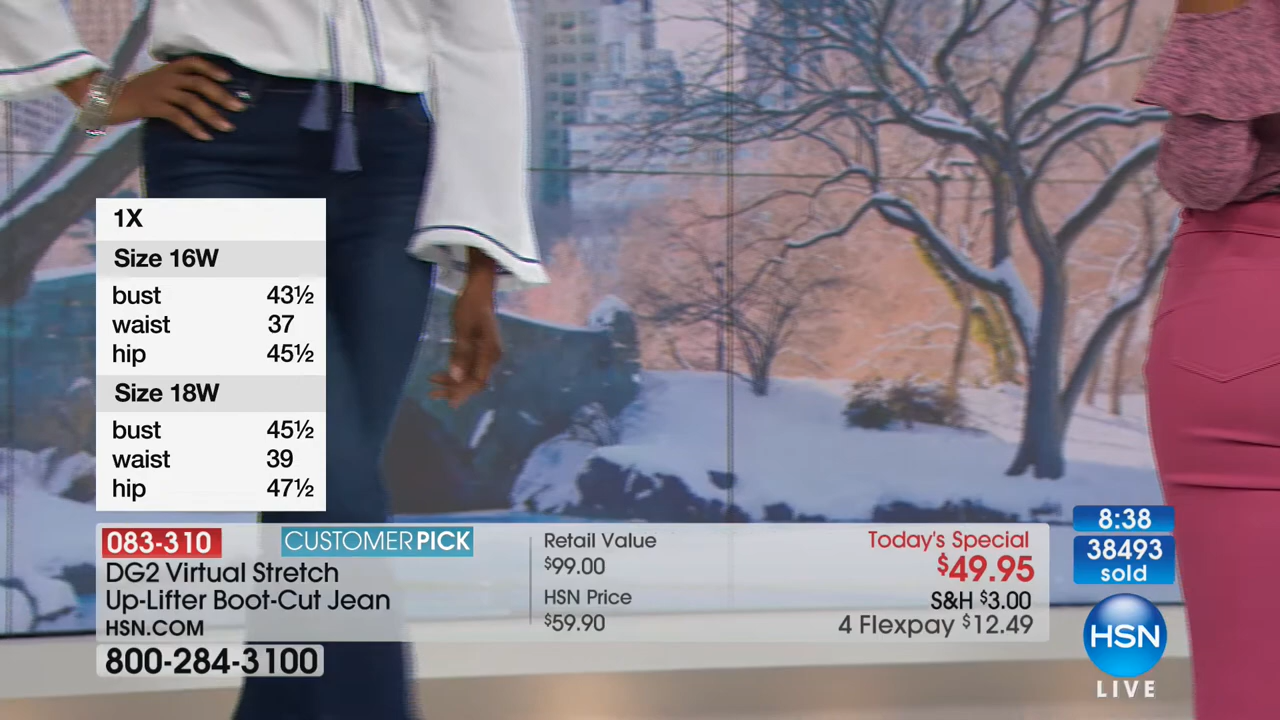 1X
Size 16W
bust 43½
waist 37
hip 45½
Size 18W
bust 45½
waist 39
hip 47½
083-310 CUSTOMER PICK
DG2 Virtual Stretch
Up-Lifter Boot-Cut Jean
HSN.COM
800-284-3100
Retail Value
$99.00
HSN Price
$59.90
Today's Special
$49.95
S&H $3.00
4 Flexpay $12.49
8:38
38493
sold
HSN
LIVE